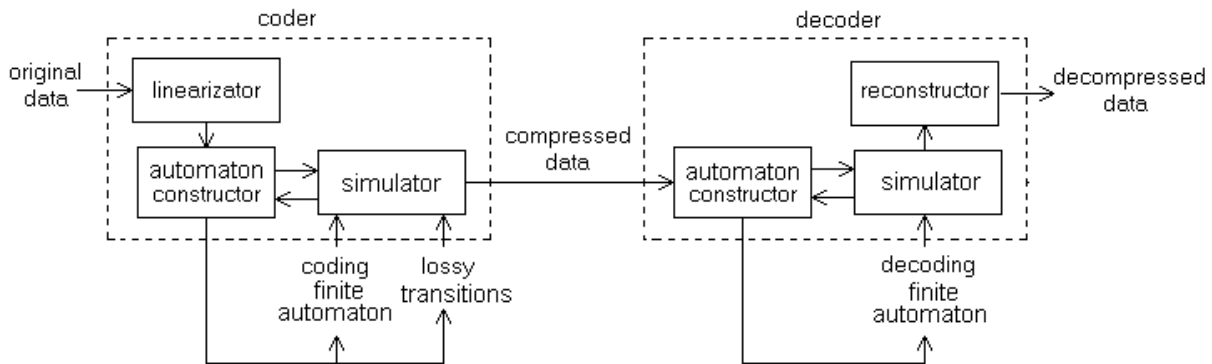 coder
decoder
original
data
linearizator
reconstructor
decompressed
data
compressed
data
automaton
constructor
simulator
automaton
constructor
simulator
coding
finite
automaton
lossy
transitions
decoding
finite
automaton